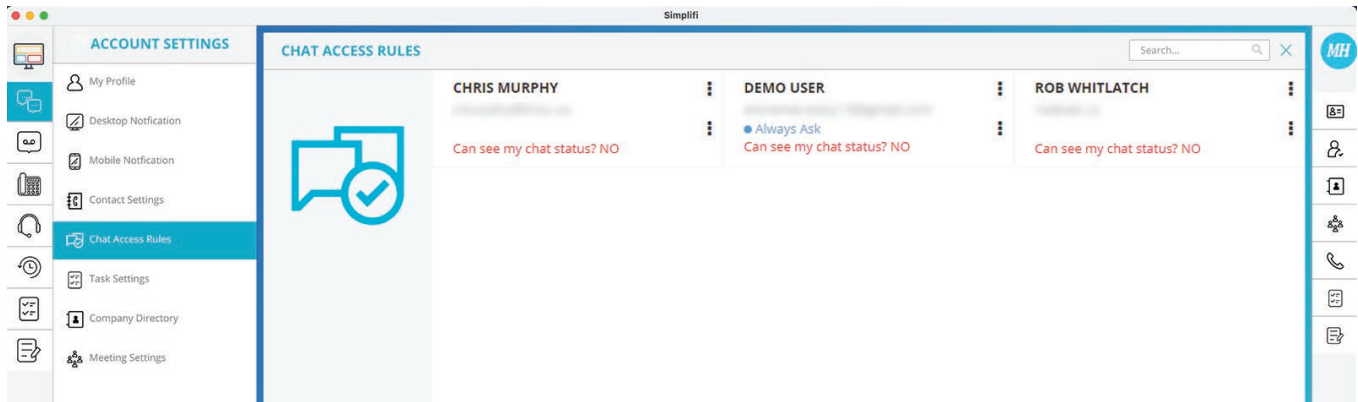 Simplifi
ACCOUNT SETTINGS
My Profile
Desktop Notfication
Mobile Notfication
Contact Settings
Chat Access Rules
Task Settings
Company Directory
Meeting Settings
CHAT ACCESS RULES
Search...
MH
CHRIS MURPHY
Can see my chat status? NO
DEMO USER
Always Ask
Can see my chat status? NO
ROB WHITLATCH
Can see my chat status? NO